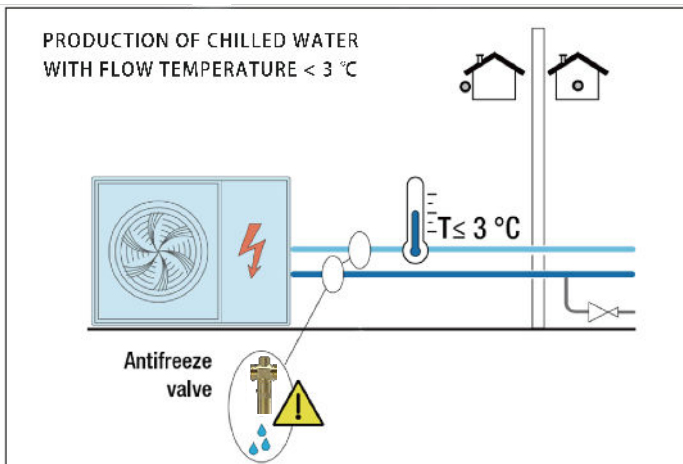 PRODUCTION OF CHILLED WATER
WITH FLOW TEMPERATURE < 3 °C
T≤ 3 °C
Antifreeze
valve
!